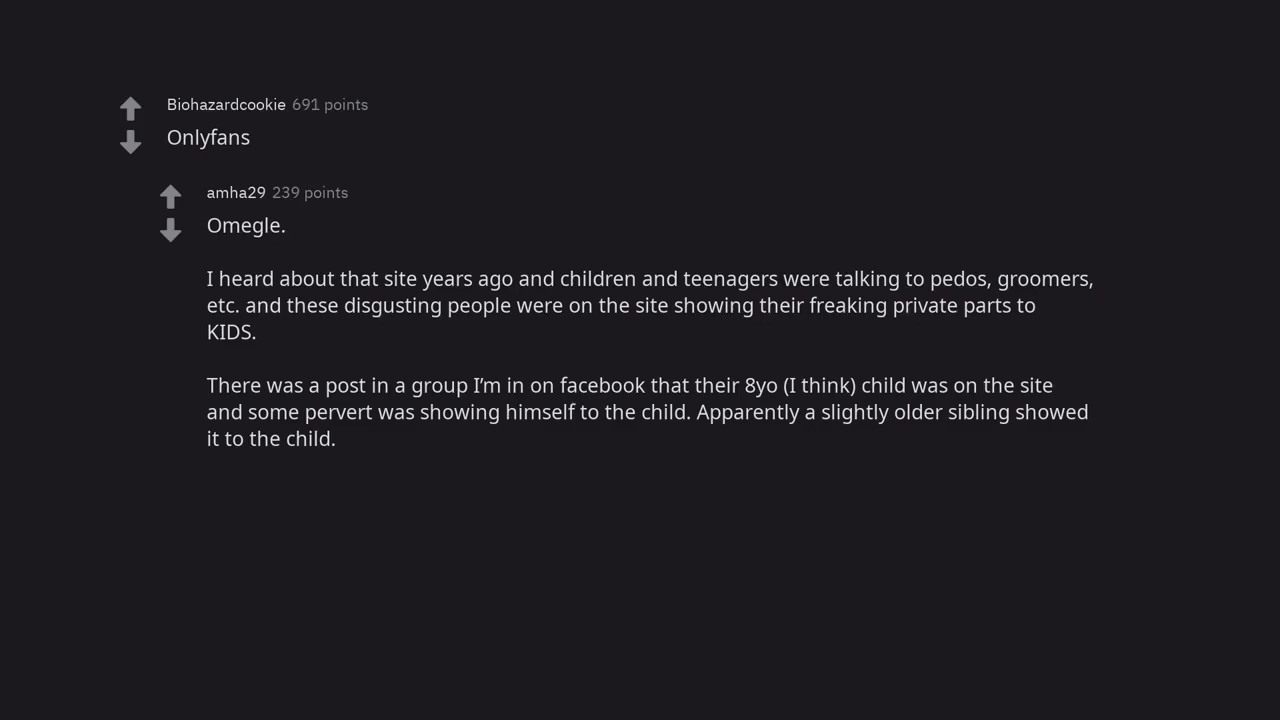 Biohazardcookie 691 points
Onlyfans
amha29 239 points
Omegle.
I heard about that site years ago and children and teenagers were talking to pedos, groomers,
etc. and these disgusting people were on the site showing their freaking private parts to
KIDS.
There was a post in a group I'm in on facebook that their 8yo (I think) child was on the site
and some pervert was showing himself to the child. Apparently a slightly older sibling showed
it to the child.